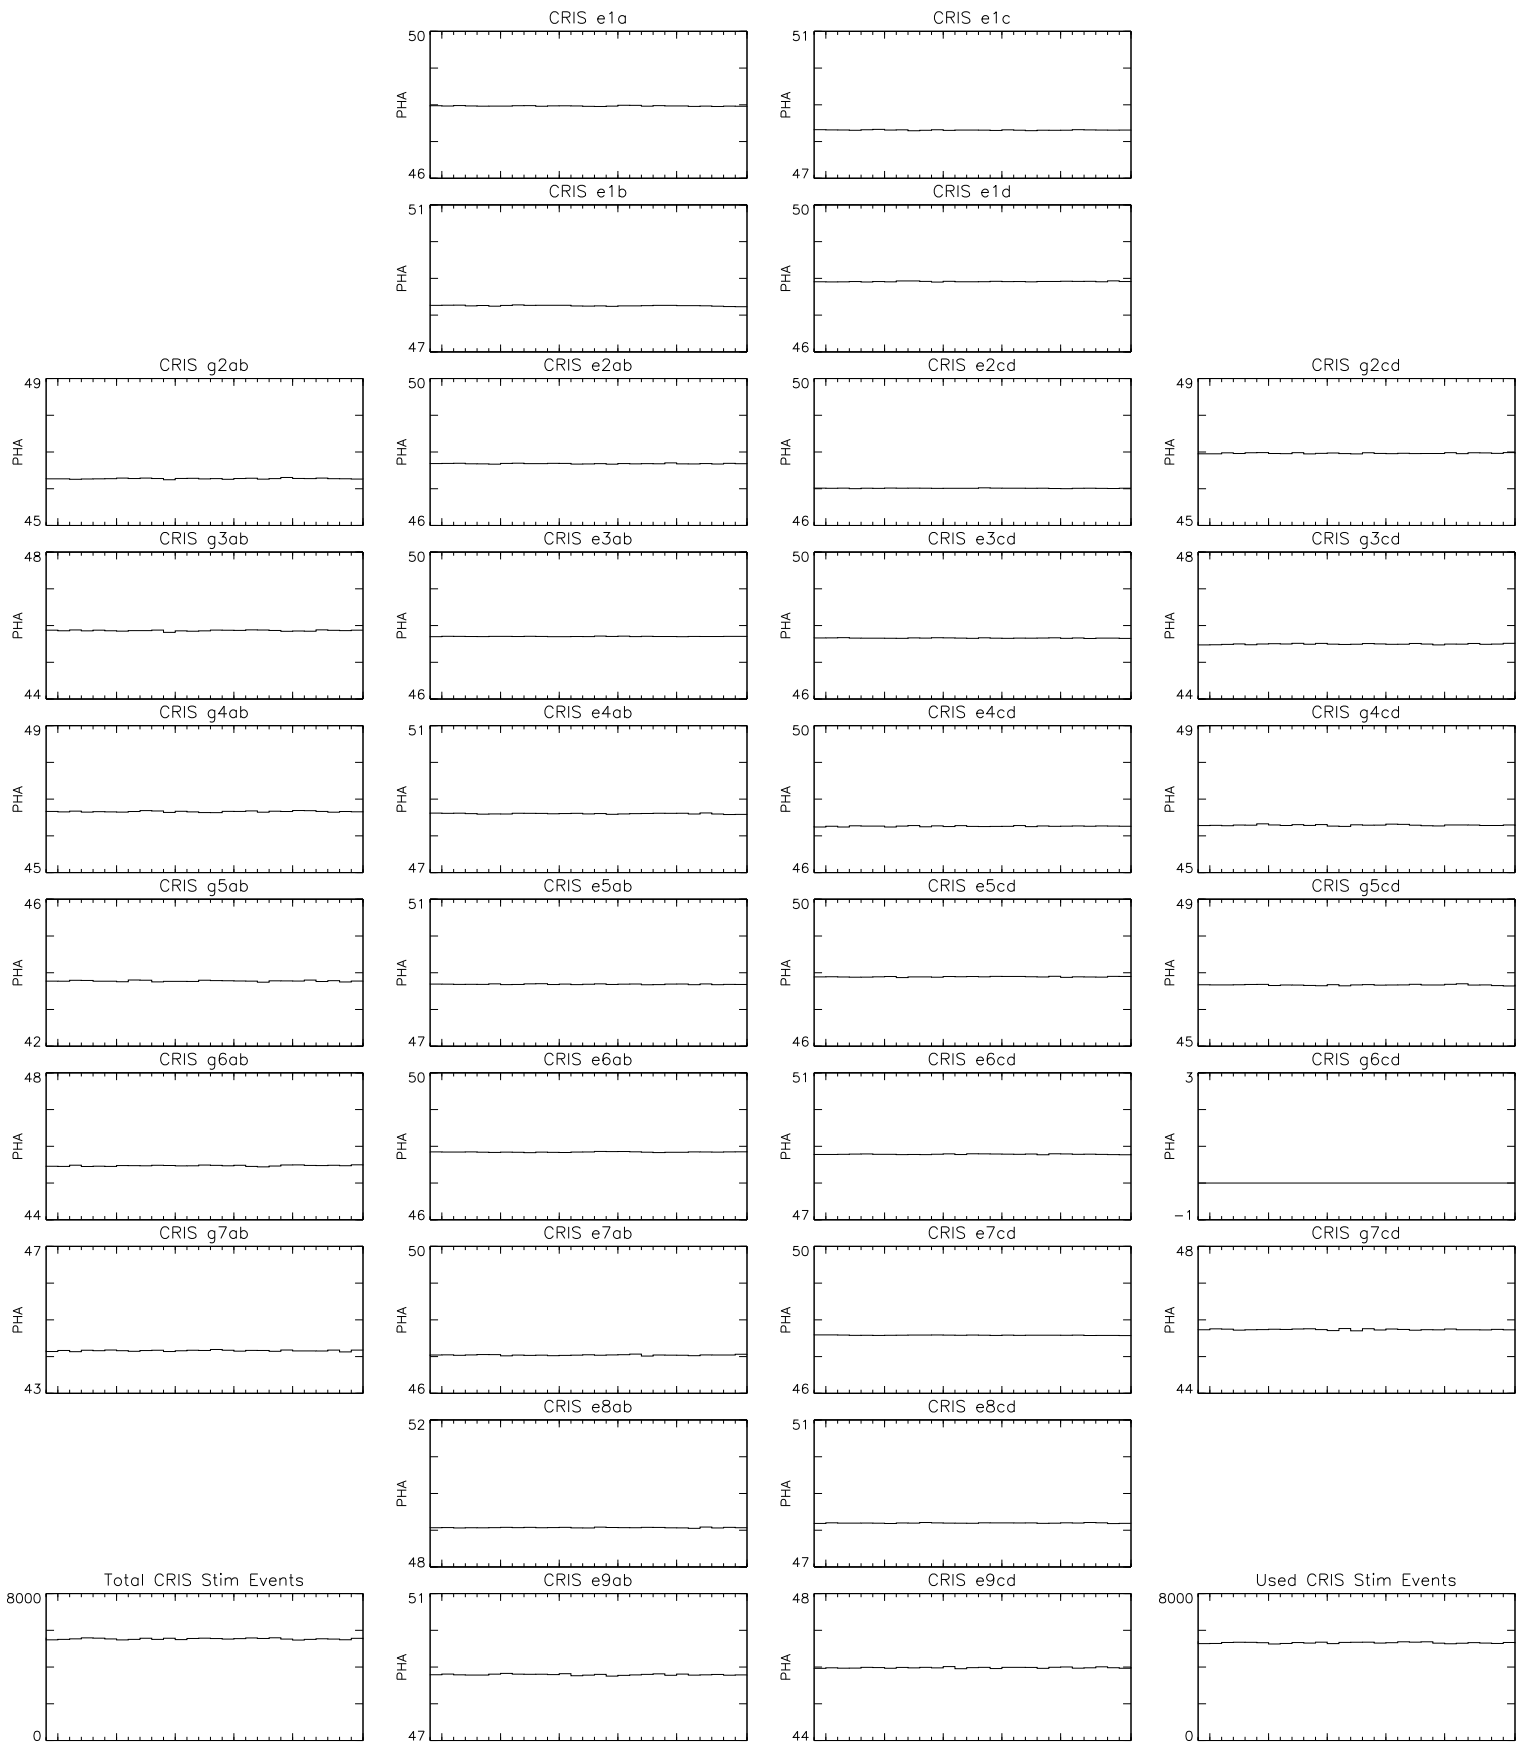 CRIS e1a
CRIS e1c
50
PHA
46
51
PHA
47
CRIS e1b
CRIS e1d
51
PHA
47
50
PHA
46
CRIS g2ab
CRIS e2ab
CRIS e2cd
CRIS g2cd
49
PHA
45
50
PHA
46
50
PHA
46
49
PHA
45
CRIS g3ab
CRIS e3ab
CRIS e3cd
CRIS g3cd
48
PHA
44
50
PHA
46
50
PHA
46
48
PHA
44
CRIS g4ab
CRIS e4ab
CRIS e4cd
CRIS g4cd
49
PHA
45
51
PHA
47
50
PHA
46
49
PHA
45
CRIS g5ab
CRIS e5ab
CRIS e5cd
CRIS g5cd
46
PHA
42
51
PHA
47
50
PHA
46
49
PHA
45
CRIS g6ab
CRIS e6ab
CRIS e6cd
CRIS g6cd
48
PHA
44
50
PHA
46
51
PHA
47
3
PHA
-1
CRIS g7ab
CRIS e7ab
CRIS e7cd
CRIS g7cd
47
PHA
43
50
PHA
46
50
PHA
46
48
PHA
44
CRIS e8ab
CRIS e8cd
52
PHA
48
51
PHA
47
Total CRIS Stim Events
CRIS e9ab
CRIS e9cd
Used CRIS Stim Events
8000
0
51
PHA
47
48
PHA
44
8000
0